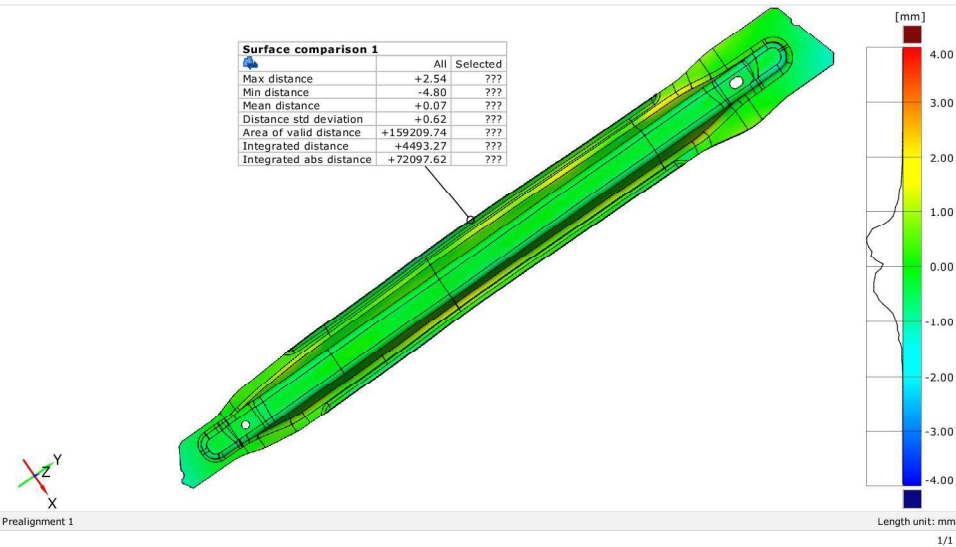 [mm]
Surface comparison 1
All Selected
Max distance +2.54 ???
Min distance -4.80 ???
Mean distance +0.07 ???
Distance std deviation +0.62 ???
Area of valid distance +159209.74 ???
Integrated distance +4493.27 ???
Integrated abs distance +72097.62 ???
4.00
3.00
2.00
1.00
0.00
-1.00
-2.00
-3.00
-4.00
Y
Z
X
Prealignment 1
Length unit: mm
1/1